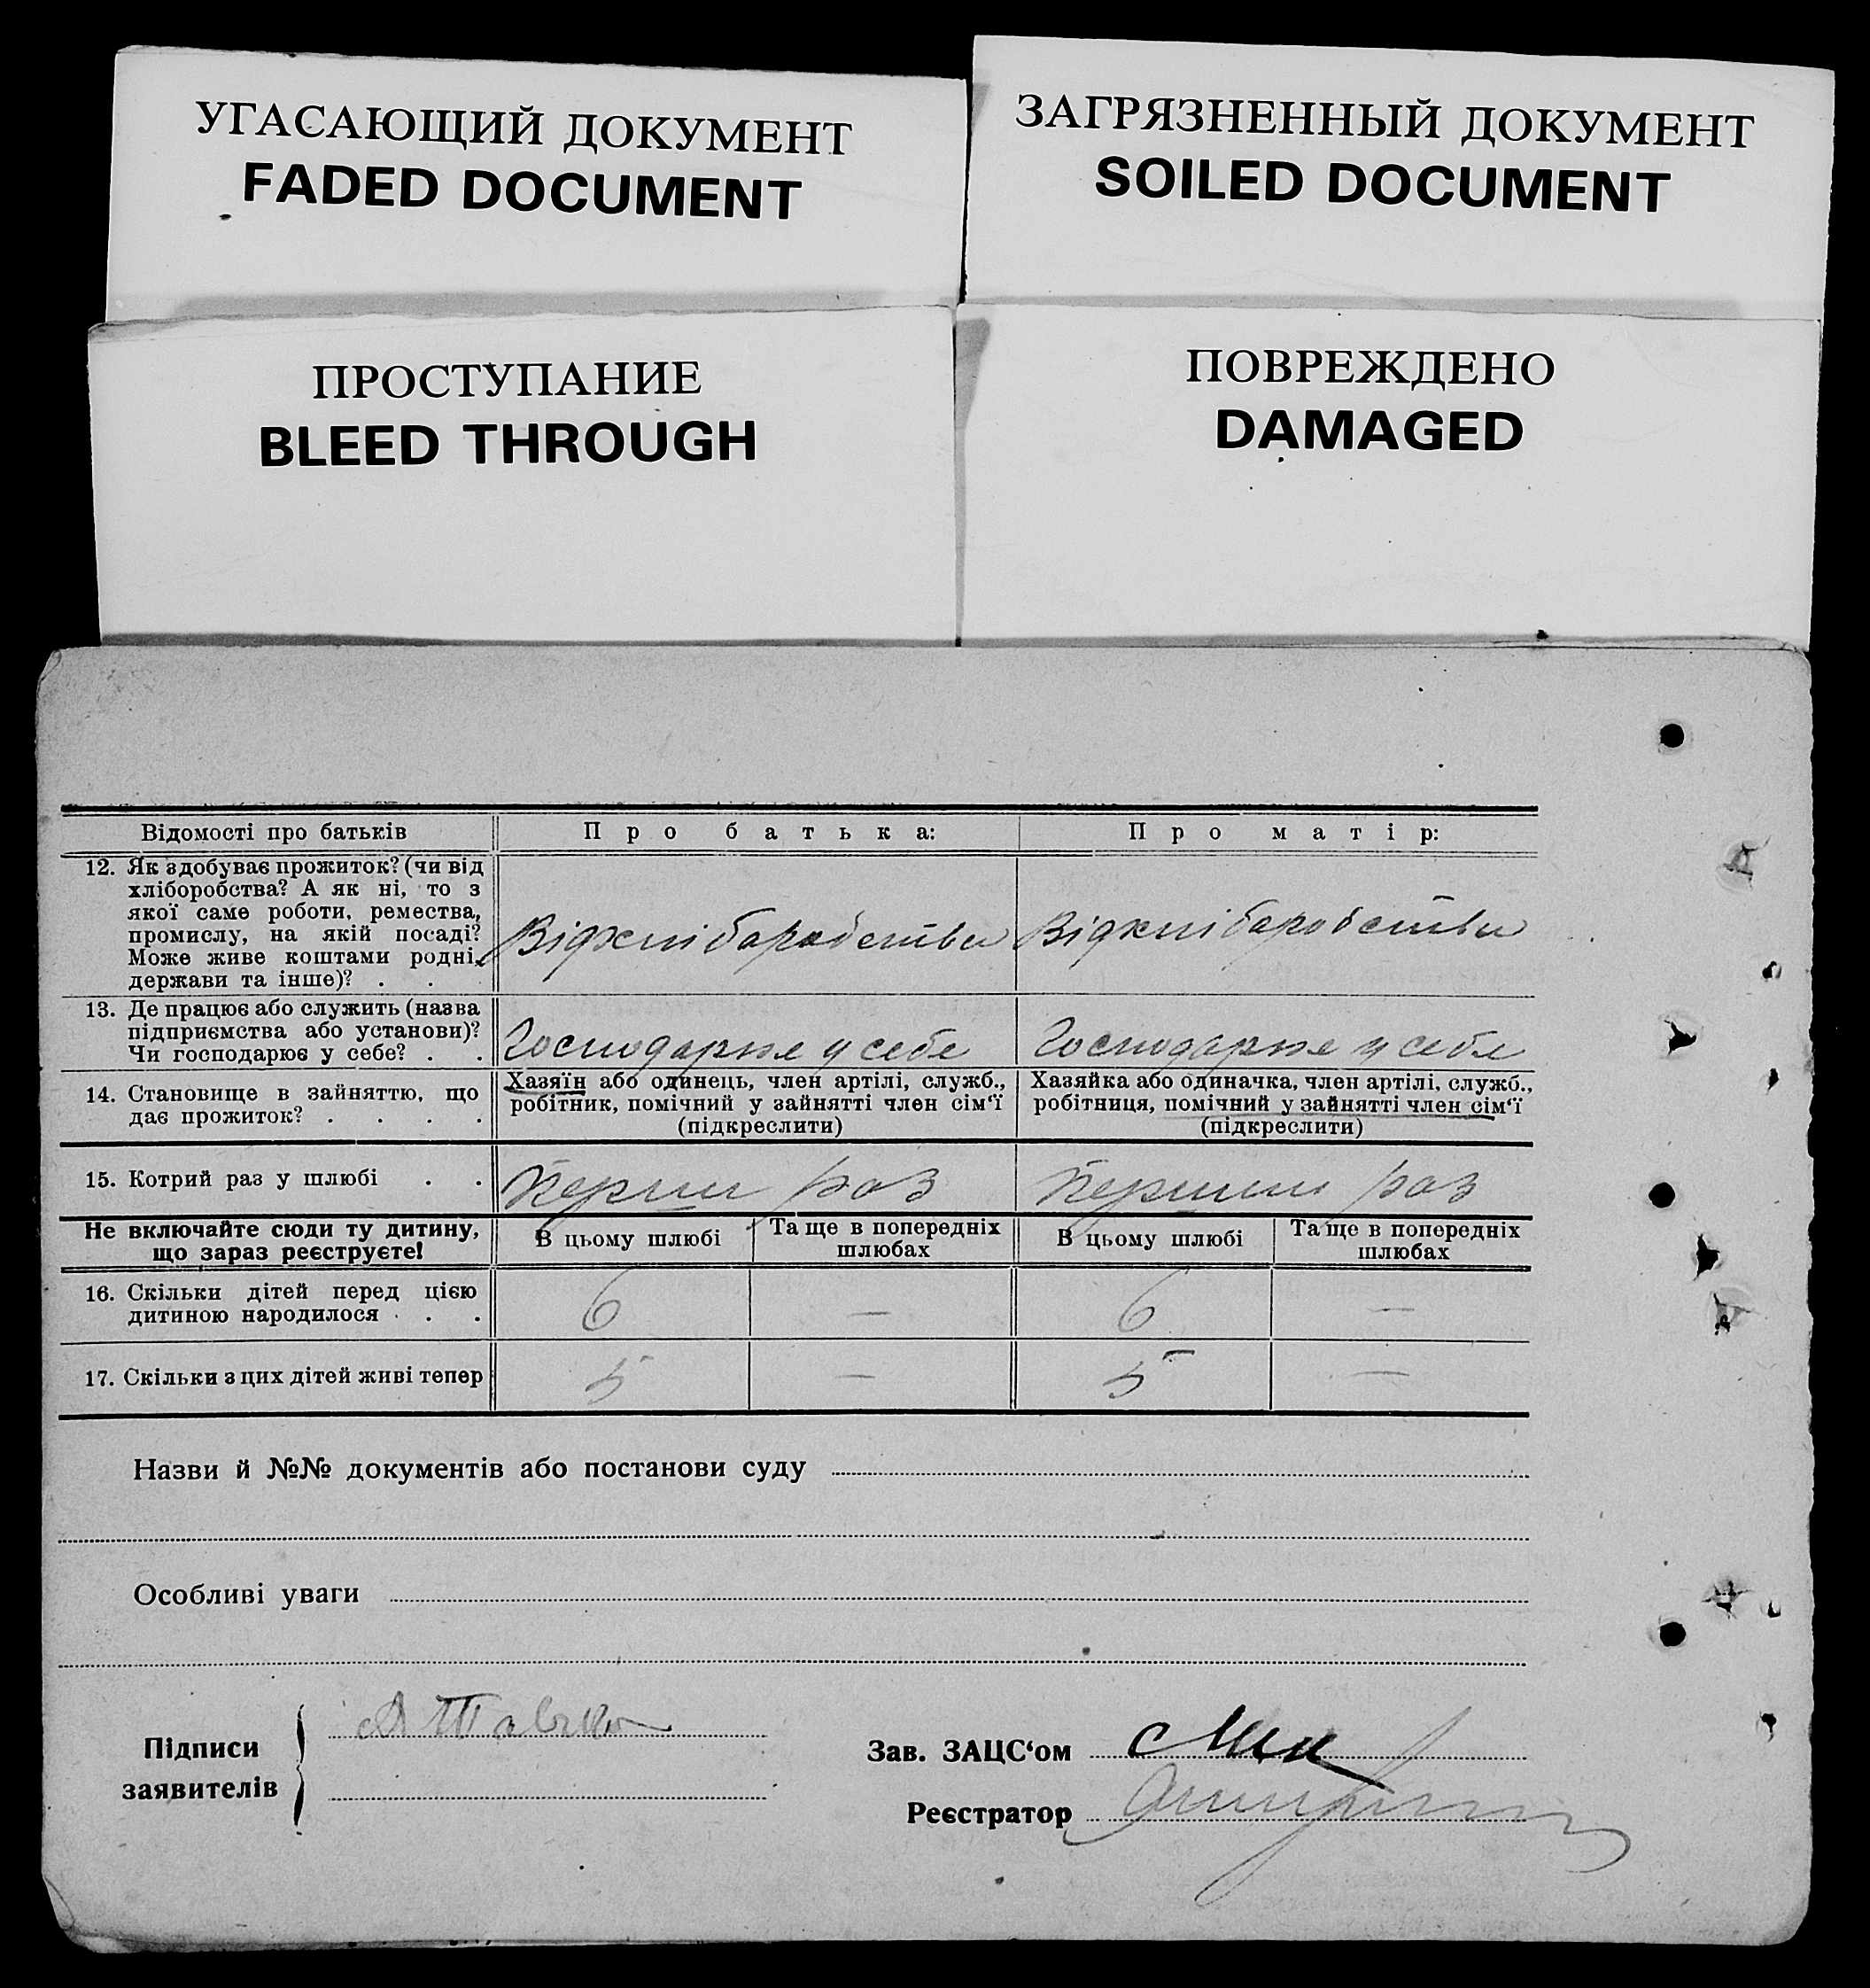 УГАСАЮЩИЙ ДОКУМЕНТ
FADED DOCUMENT
ЗАГРЯЗНЕННЫЙ ДОКУМЕНТ
SOILED DOCUMENT
ПРОСТУПАНИЕ
BLEED THROUGH
ПОВРЕЖДЕНО
DAMAGED
Відомості про батьків
Про батька:
Про матір:
12. Як здобуває прожиток? (чи від
хліборобства? А як ні, то з
якої саме роботи, ремества,
промислу, на якій посаді?
Може живе коштами родні,
держави та інше)? . .
Відхліборобства
Відхліборобства
13. Де працює або служить (назва
підприємства або установи)?
Чи господарює у себе? . .
Господарює у себе
Господарює у себе
14. Становище в зайняттю, що
дає прожиток? . . . .
Хазяїн або одинець, член артілі, служб.,
робітник, помічний у зайнятті член сім‘ї
(підкреслити)
Хазяйка або одиначка, член артілі, служб.,
робітниця, помічний у зайнятті член сім‘ї
(підкреслити)
15. Котрий раз у шлюбі . .
раз
раз
Не включайте сюди ту дитину,
що зараз реєструєте!
В цьому шлюбі
Та ще в попередніх
шлюбах
В цьому шлюбі
Та ще в попередніх
шлюбах
16. Скільки дітей перед цією
дитиною народилося . . .
6
—
6
—
17. Скільки з цих дітей живі тепер
5
—
5
—
Назви й №№ документів або постанови суду
Особливі уваги
Підписи
заявителів
Зав. ЗАЦС‘ом
Реєстратор